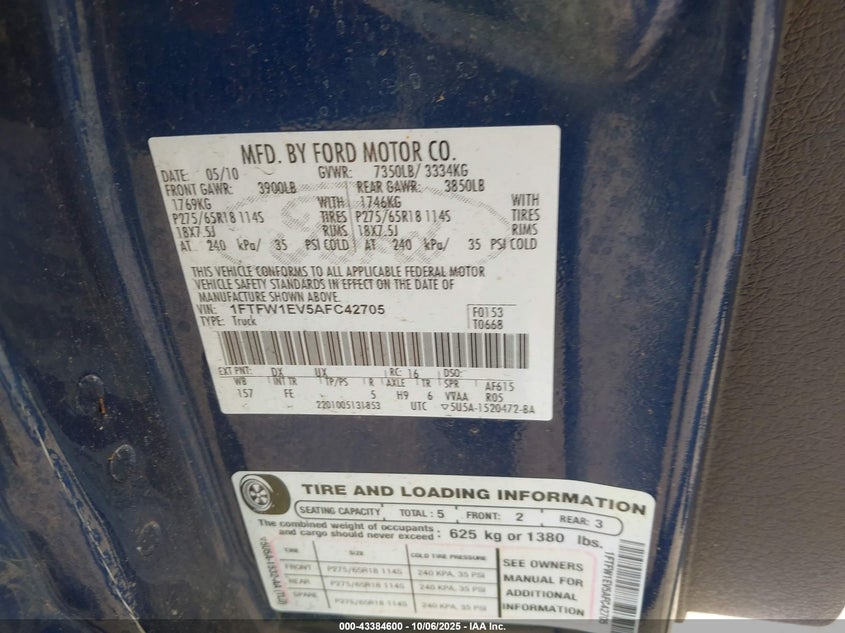 MFD. BY FORD MOTOR CO.
DATE: 05/10 GVWR: 7350LB/ 3334KG
FRONT GAWR: 3900LB REAR GAWR: 3850LB
1769KG WITH 1746KG WITH
P275/65R18 114S TIRES P275/65R18 114S TIRES
18X7.5J RIMS 18X7.5J RIMS
AT 240 kPa/ 35 PSI COLD AT 240 kPa/ 35 PSI COLD
THIS VEHICLE CONFORMS TO ALL APPLICABLE FEDERAL MOTOR
VEHICLE SAFETY STANDARDS IN EFFECT ON THE DATE OF
MANUFACTURE SHOWN ABOVE.
VIN: 1FTFW1EV5AFC42705 F0153
TYPE: Truck T0668
EXT PNT: DX UX RC: 16 DSO:
WB INT TR TP/PS R AXLE TR SPR AF615
157 FE 5 H9 6 VVAA R05
2201005131853 UTC ▽5U5A-1520472-BA
TIRE AND LOADING INFORMATION
SEATING CAPACITY TOTAL: 5 FRONT: 2 REAR: 3
The combined weight of occupants
and cargo should never exceed: 625 kg or 1380 lbs.
TIRE SIZE COLD TIRE PRESSURE
FRONT P275/65R18 114S 240 KPA, 35 PSI
REAR P275/65R18 114S 240 KPA, 35 PSI
SPARE P275/65R18 114S 240 KPA, 35 PSI
SEE OWNERS
MANUAL FOR
ADDITIONAL
INFORMATION
1FTFW1EV5AFC42705
000-43384600 - 10/06/2025 - IAA Inc.